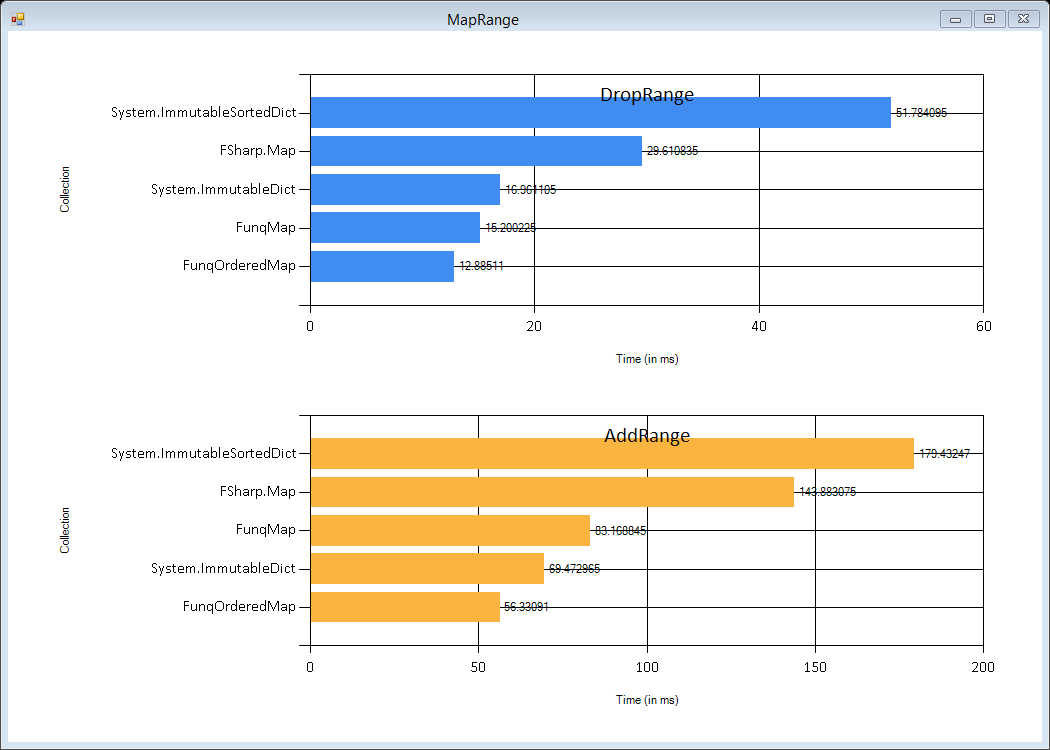 MapRange
DropRange
System.ImmutableSortedDict
51.784095
FSharp.Map
29.610835
System.ImmutableDict
16.961105
FunqMap
15.200225
FunqOrderedMap
12.88511
Collection
0 20 40 60
Time (in ms)
AddRange
System.ImmutableSortedDict
179.43247
FSharp.Map
143.883075
FunqMap
83.168845
System.ImmutableDict
69.472965
FunqOrderedMap
56.33091
Collection
0 50 100 150 200
Time (in ms)